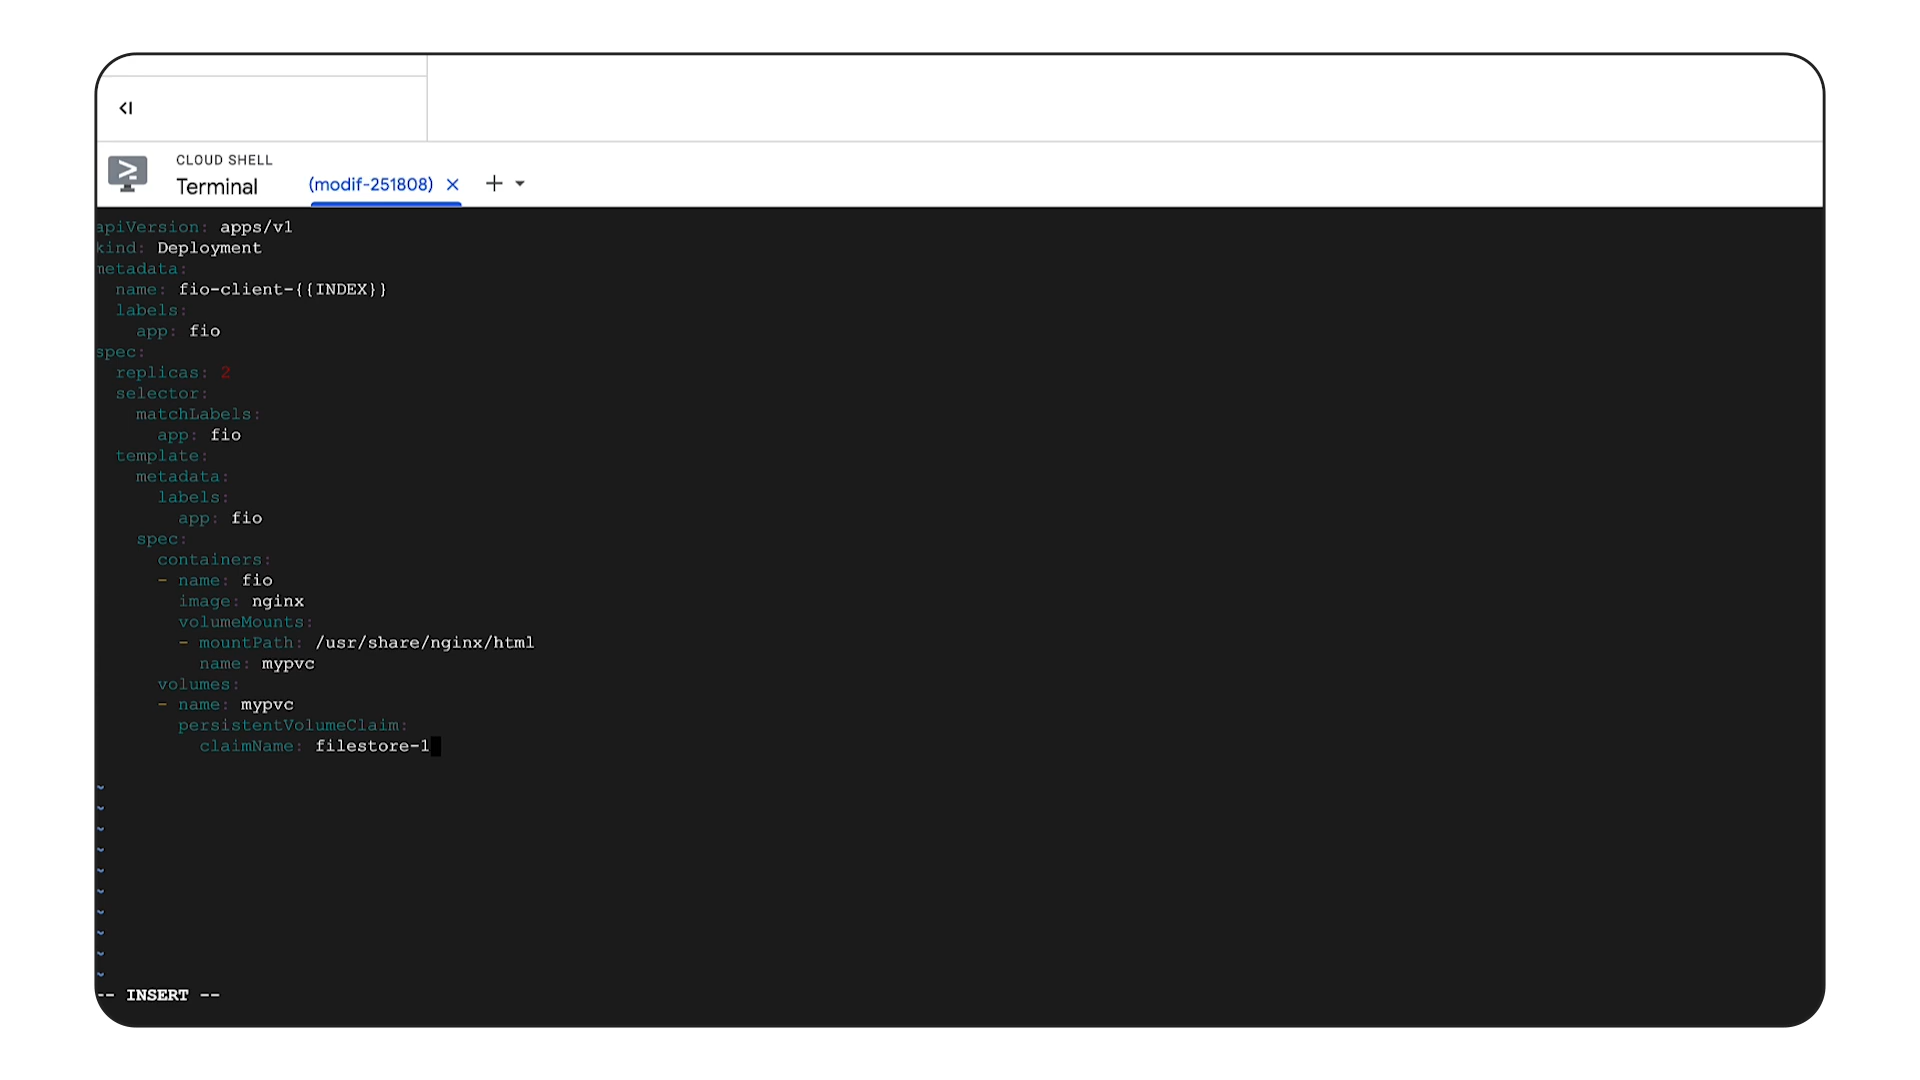 CLOUD SHELL
Terminal
(modif-251808)
apiVersion: apps/v1
kind: Deployment
metadata:
  name: fio-client-{{INDEX}}
  labels:
    app: fio
spec:
  replicas: 2
  selector:
    matchLabels:
      app: fio
  template:
    metadata:
      labels:
        app: fio
    spec:
      containers:
      - name: fio
        image: nginx
        volumeMounts:
        - mountPath: /usr/share/nginx/html
          name: mypvc
      volumes:
      - name: mypvc
        persistentVolumeClaim:
          claimName: filestore-1
~
~
~
~
~
~
~
~
~
~
-- INSERT --